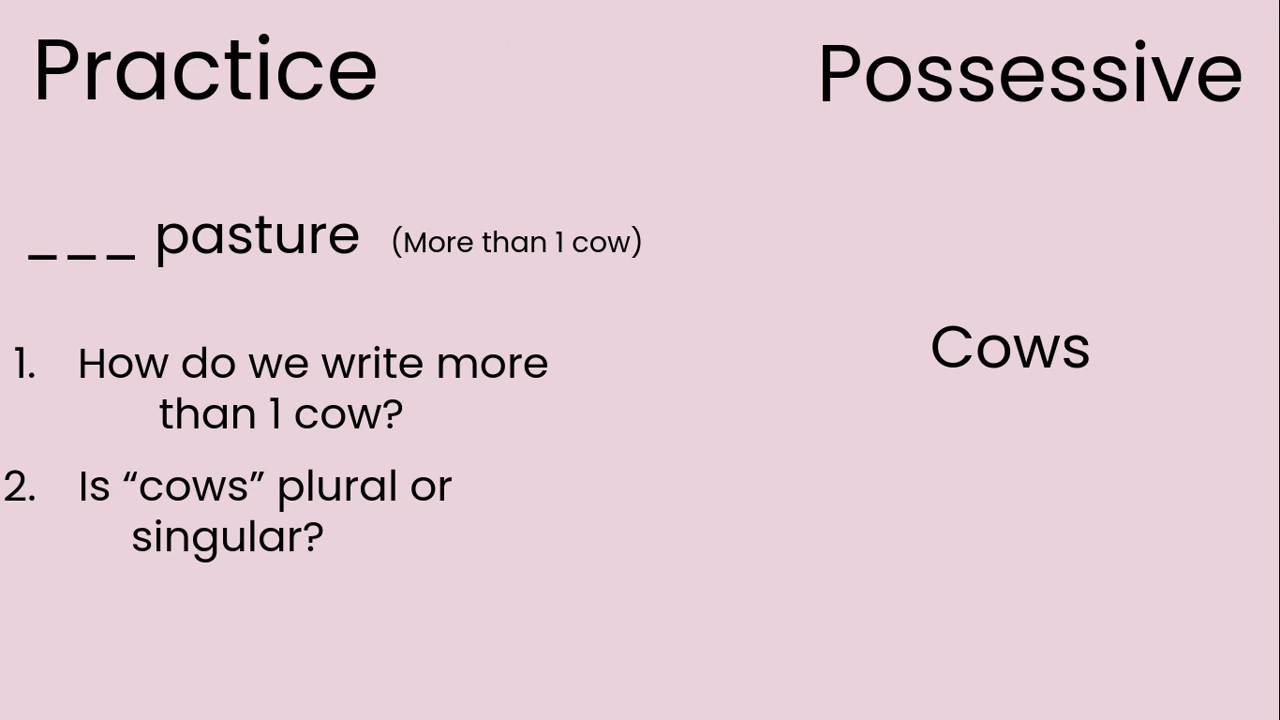 Practice
Possessive
_ _ _ pasture (More than 1 cow)
Cows
1. How do we write more
than 1 cow?
2. Is “cows” plural or
singular?